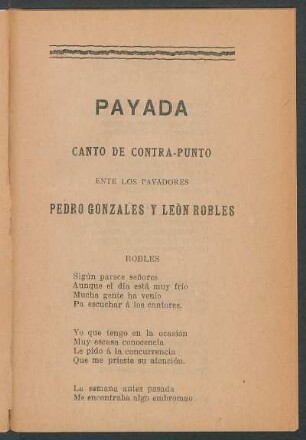 PAYADA
CANTO DE CONTRA-PUNTO
ENTE LOS PAYADORES
PEDRO GONZALES Y LEÒN ROBLES
ROBLES
Sigún parece señores
Aunque el día está muy frío
Mucha gente ha venío
Pa escuchar á los cantores.
Yo que tengo en la ocasión
Muy escasa conocencia
Le pido á la concurrencia
Que me prieste su atención.
La semana antes pasada
Me encontraba algo embromao